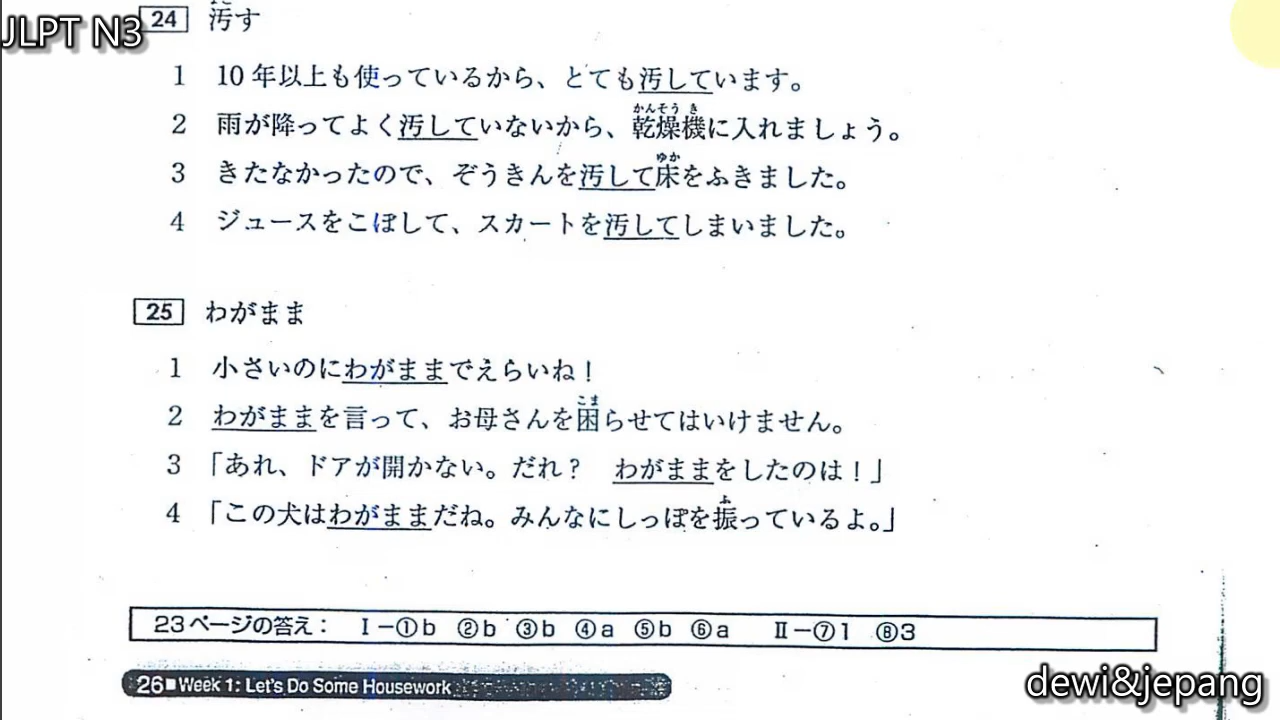 JLPT N3
24 汚す
1 10年以上も使っているから、とても汚しています。
かんそうき
2 雨が降ってよく汚していないから、乾燥機に入れましょう。
ゆか
3 きたなかったので、ぞうきんを汚して床をふきました。
4 ジュースをこぼして、スカートを汚してしまいました。
25 わがまま
1 小さいのにわがままでえらいね！
こま
2 わがままを言って、お母さんを困らせてはいけません。
3 「あれ、ドアが開かない。だれ？ わがままをしたのは！」
ふ
4 「この犬はわがままだね。みんなにしっぽを振っているよ。」
23ページの答え： Ⅰ－①b ②b ③b ④a ⑤b ⑥a Ⅱ－⑦1 ⑧3
26■Week 1: Let's Do Some Housework
dewi&jepang